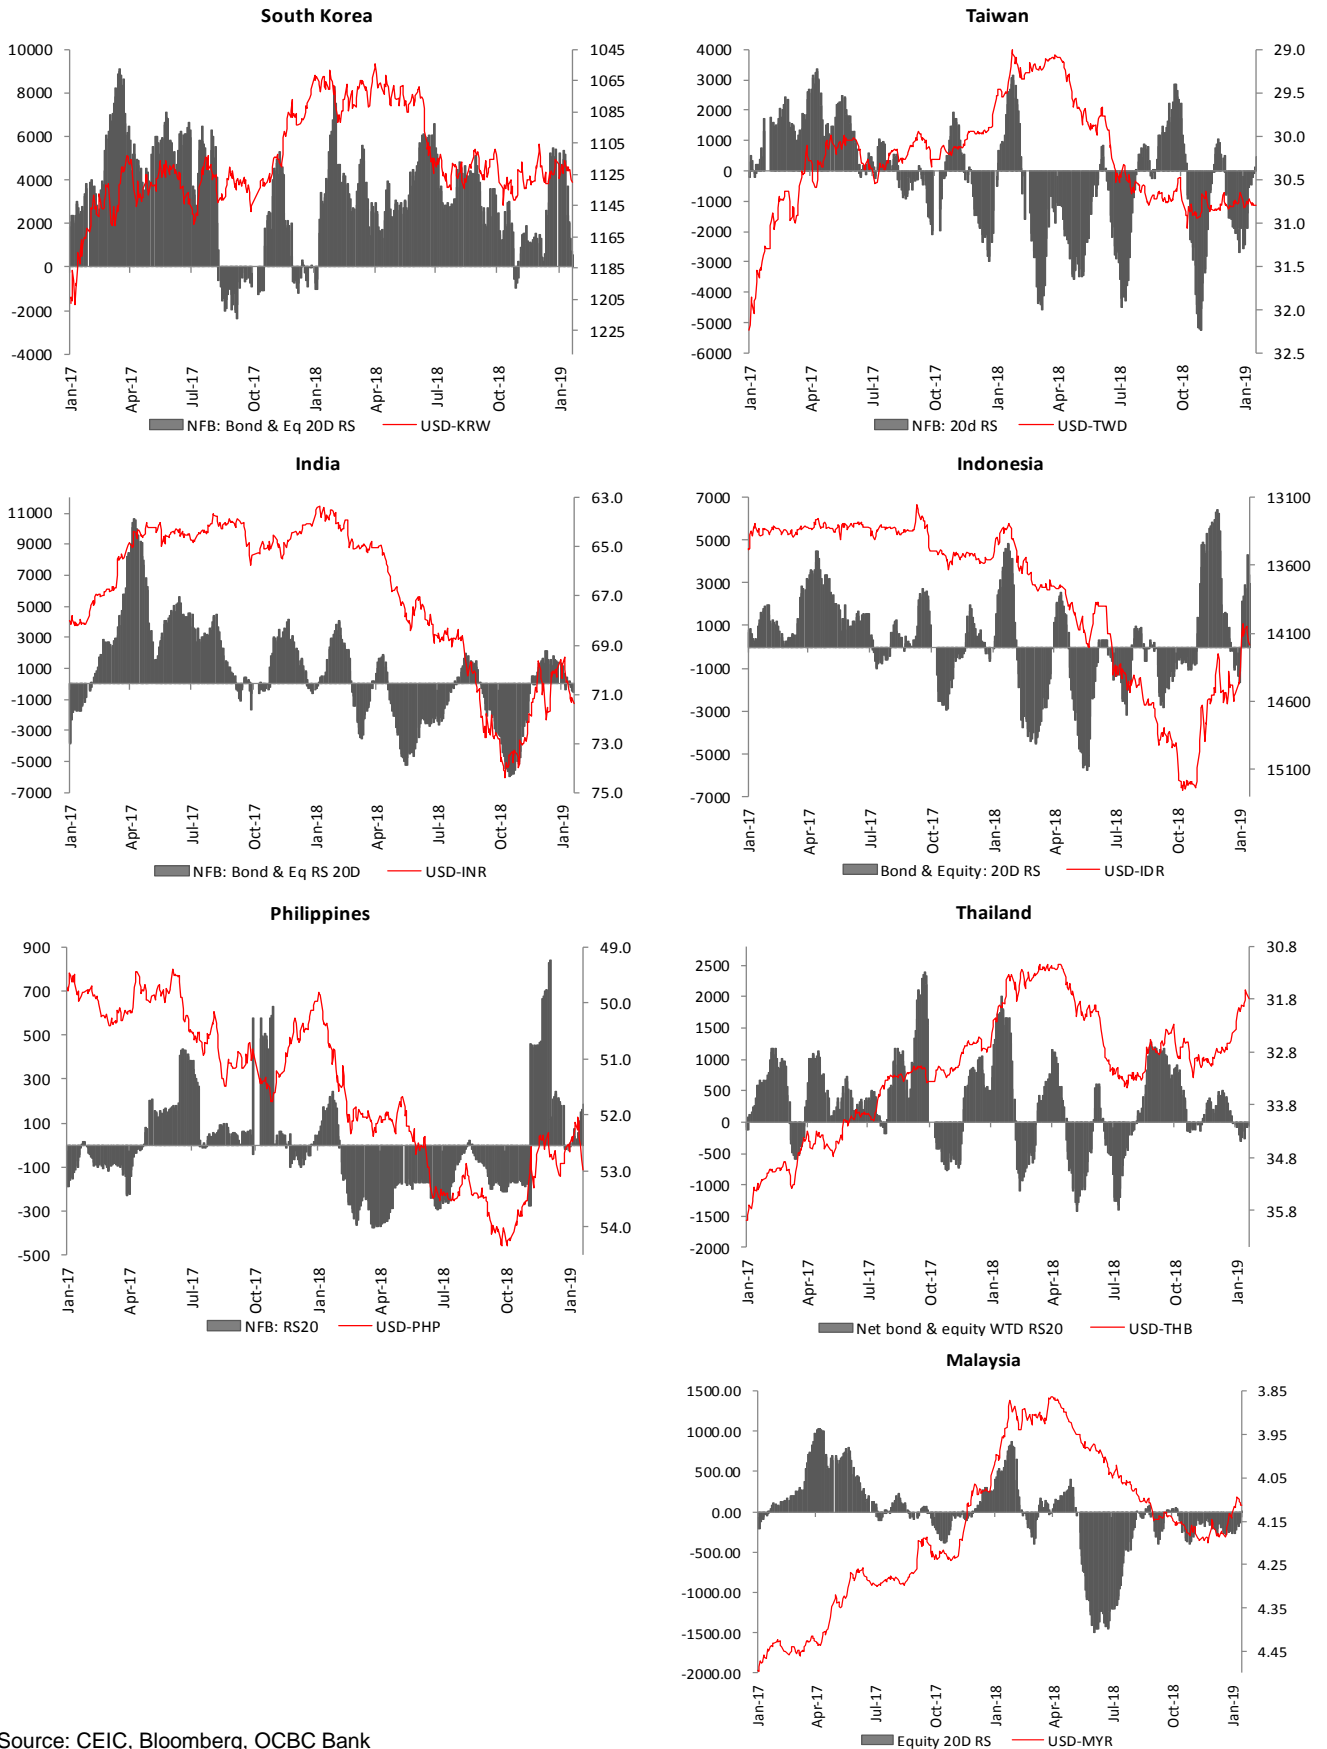 South Korea
10000
8000
6000
4000
2000
0
-2000
-4000
1045
1065
1085
1105
1125
1145
1165
1185
1205
1225
Jan-17
Apr-17
Jul-17
Oct-17
Jan-18
Apr-18
Jul-18
Oct-18
Jan-19
NFB: Bond & Eq 20D RS
USD-KRW
Taiwan
4000
3000
2000
1000
0
-1000
-2000
-3000
-4000
-5000
-6000
29.0
29.5
30.0
30.5
31.0
31.5
32.0
32.5
Jan-17
Apr-17
Jul-17
Oct-17
Jan-18
Apr-18
Jul-18
Oct-18
Jan-19
NFB: 20d RS
USD-TWD
India
11000
9000
7000
5000
3000
1000
-1000
-3000
-5000
-7000
63.0
65.0
67.0
69.0
71.0
73.0
75.0
Jan-17
Apr-17
Jul-17
Oct-17
Jan-18
Apr-18
Jul-18
Oct-18
Jan-19
NFB: Bond & Eq RS 20D
USD-INR
Indonesia
7000
5000
3000
1000
-1000
-3000
-5000
-7000
13100
13600
14100
14600
15100
Jan-17
Apr-17
Jul-17
Oct-17
Jan-18
Apr-18
Jul-18
Oct-18
Jan-19
Bond & Equity: 20D RS
USD-IDR
Philippines
900
700
500
300
100
-100
-300
-500
49.0
50.0
51.0
52.0
53.0
54.0
Jan-17
Apr-17
Jul-17
Oct-17
Jan-18
Apr-18
Jul-18
Oct-18
Jan-19
NFB: RS20
USD-PHP
Thailand
2500
2000
1500
1000
500
0
-500
-1000
-1500
-2000
30.8
31.8
32.8
33.8
34.8
35.8
Jan-17
Apr-17
Jul-17
Oct-17
Jan-18
Apr-18
Jul-18
Oct-18
Jan-19
Net bond & equity WTD RS20
USD-THB
Malaysia
1500.00
1000.00
500.00
0.00
-500.00
-1000.00
-1500.00
-2000.00
3.85
3.95
4.05
4.15
4.25
4.35
4.45
Jan-17
Apr-17
Jul-17
Oct-17
Jan-18
Apr-18
Jul-18
Oct-18
Jan-19
Equity 20D RS
USD-MYR
Source: CEIC, Bloomberg, OCBC Bank